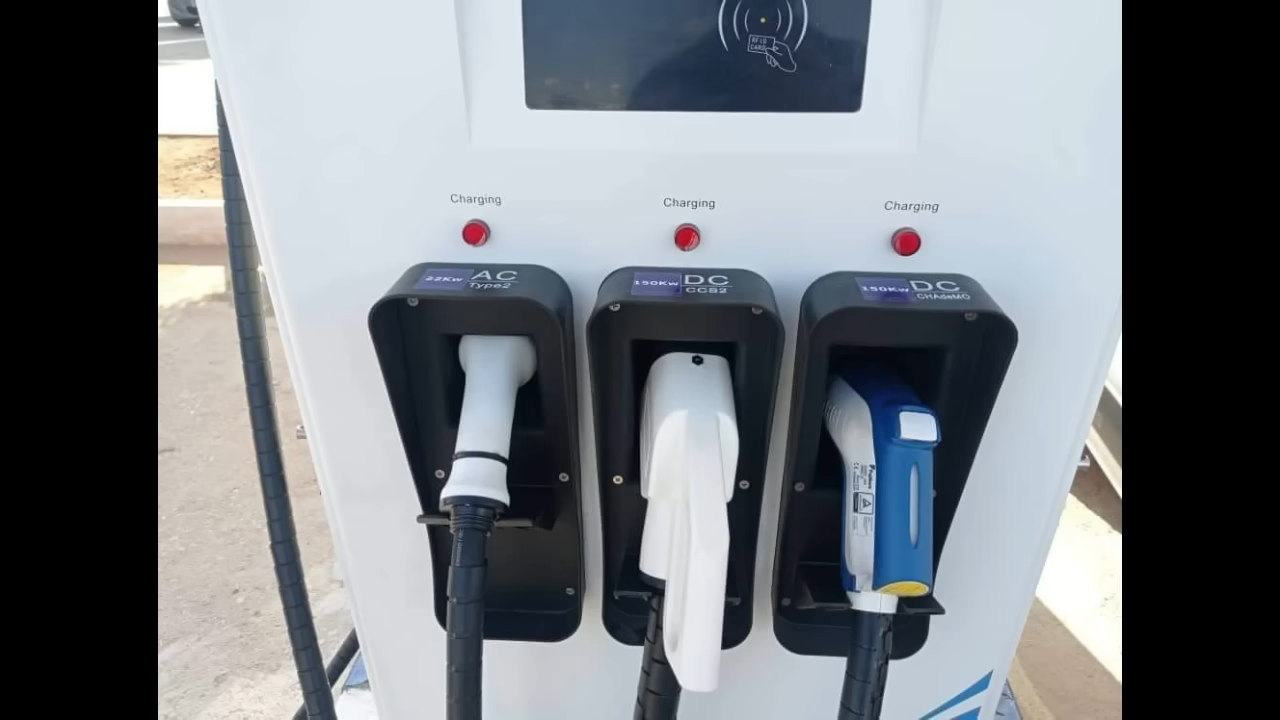 RFID
CARD
Charging
Charging
Charging
22Kw AC
Type2
150Kw DC
CCS2
150Kw DC
CHAdeMO